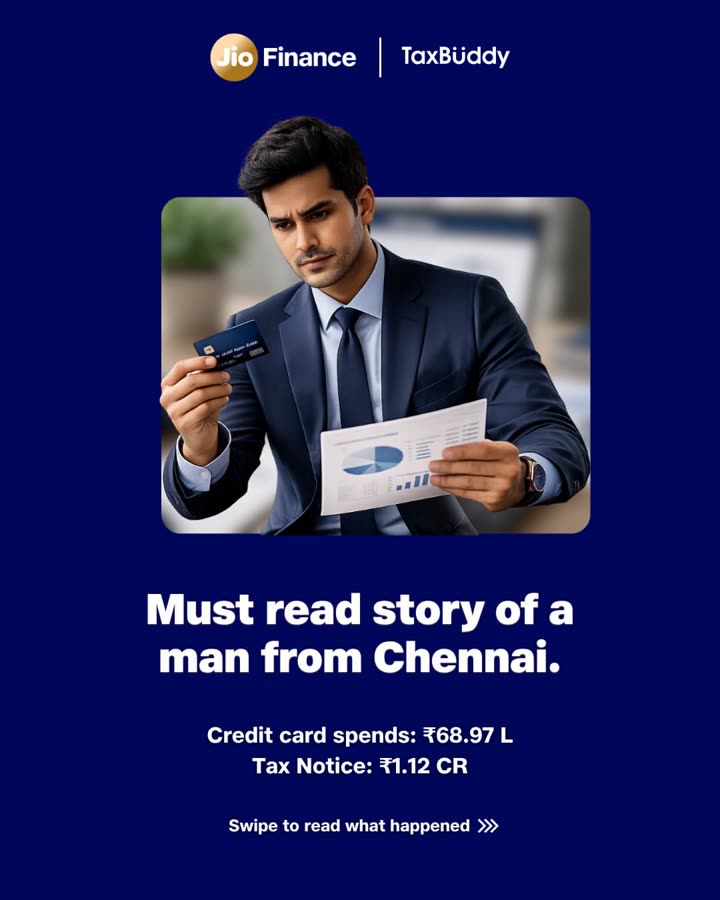 Jio Finance | TaxBuddy
Must read story of a
man from Chennai.
Credit card spends: ₹68.97 L
Tax Notice: ₹1.12 CR
Swipe to read what happened